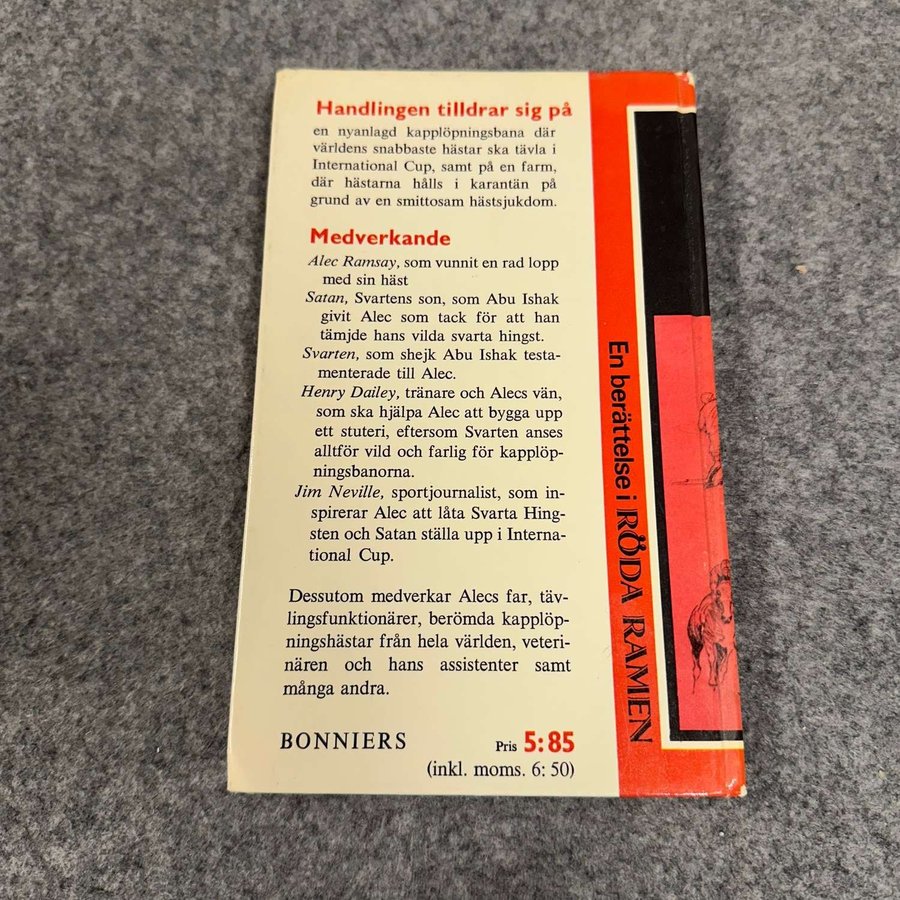 Handlingen tilldrar sig på
en nyanlagd kapplöpningsbana där
världens snabbaste hästar ska tävla i
International Cup, samt på en farm,
där hästarna hålls i karantän på
grund av en smittosam hästsjukdom.
Medverkande
Alec Ramsay, som vunnit en rad lopp
med sin häst
Satan, Svartens son, som Abu Ishak
givit Alec som tack för att han
tämjde hans vilda svarta hingst.
Svarten, som shejk Abu Ishak testa-
menterade till Alec.
Henry Dailey, tränare och Alecs vän,
som ska hjälpa Alec att bygga upp
ett stuteri, eftersom Svarten anses
alltför vild och farlig för kapplöp-
ningsbanorna.
Jim Neville, sportjournalist, som in-
spirerar Alec att låta Svarta Hing-
sten och Satan ställa upp i Interna-
tional Cup.
Dessutom medverkar Alecs far, täv-
lingsfunktionärer, berömda kapplöp-
ningshästar från hela världen, veteri-
nären och hans assistenter samt
många andra.
BONNIERS
Pris 5:85
(inkl. moms. 6:50)
En berättelse i RÖDA RAMEN